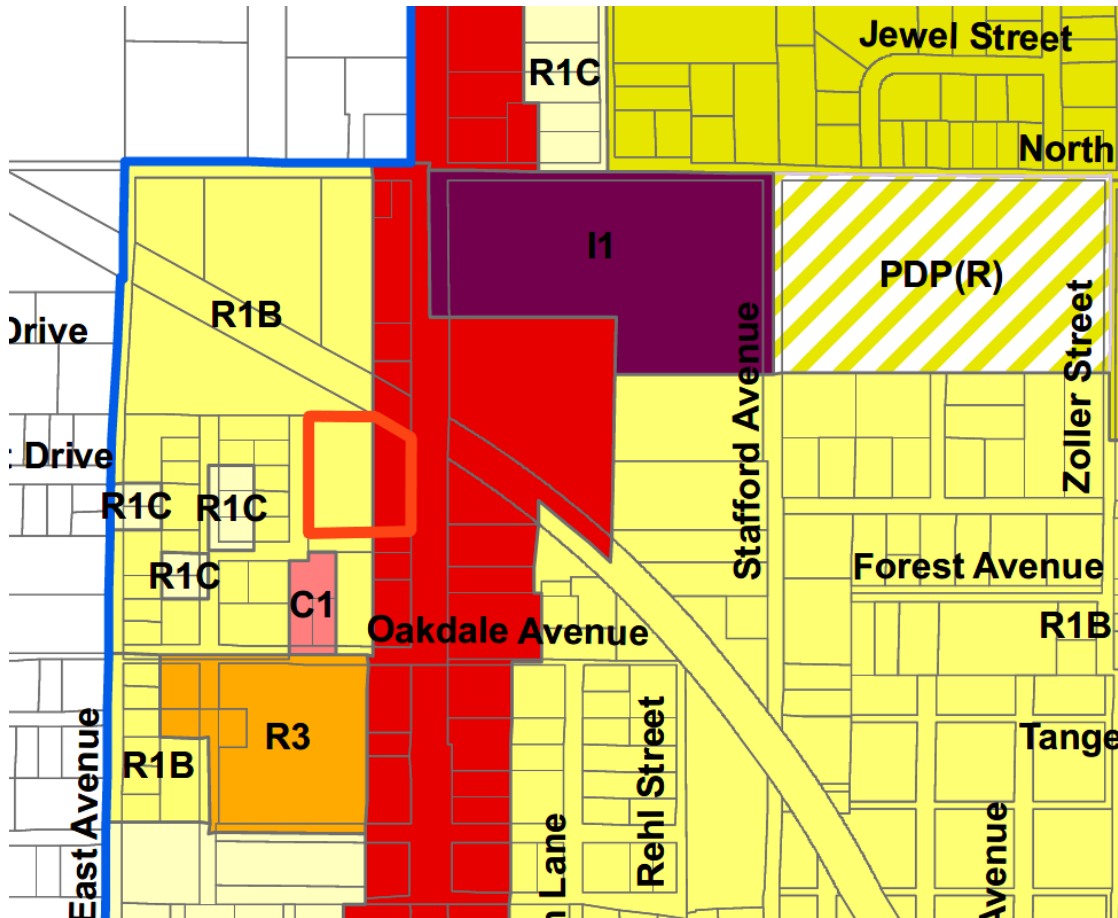 Jewel Street
R1C
North
I1
PDP(R)
R1B
Drive
Stafford Avenue
Zoller Street
Drive
R1C
R1C
R1C
Forest Avenue
C1
Oakdale Avenue
R1B
R3
Tange
R1B
East Avenue
Rehl Street
n Lane
Avenue